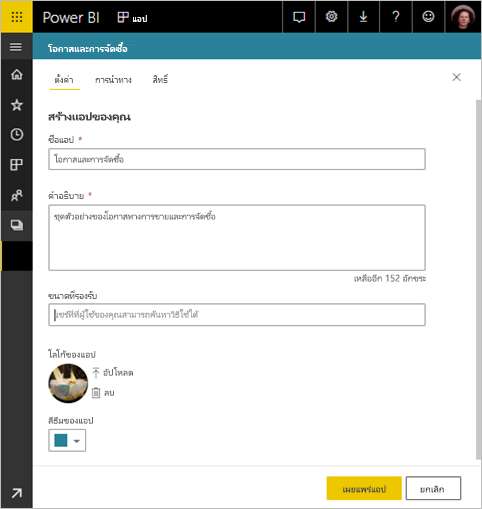 Power BI แอป
โอกาสและการจัดซื้อ
ตั้งค่า การนำทาง สิทธิ์
สร้างแอปของคุณ
ชื่อแอป *
โอกาสและการจัดซื้อ
คำอธิบาย *
ชุดตัวอย่างของโอกาสทางการขายและการจัดซื้อ
เหลืออีก 152 อักขระ
ขนาดที่รองรับ
แชร์ที่ที่ผู้ใช้ของคุณสามารถค้นหาวิธีใช้ได้
โลโก้ของแอป
อัปโหลด
ลบ
สีธีมของแอป
เผยแพร่แอป ยกเลิก